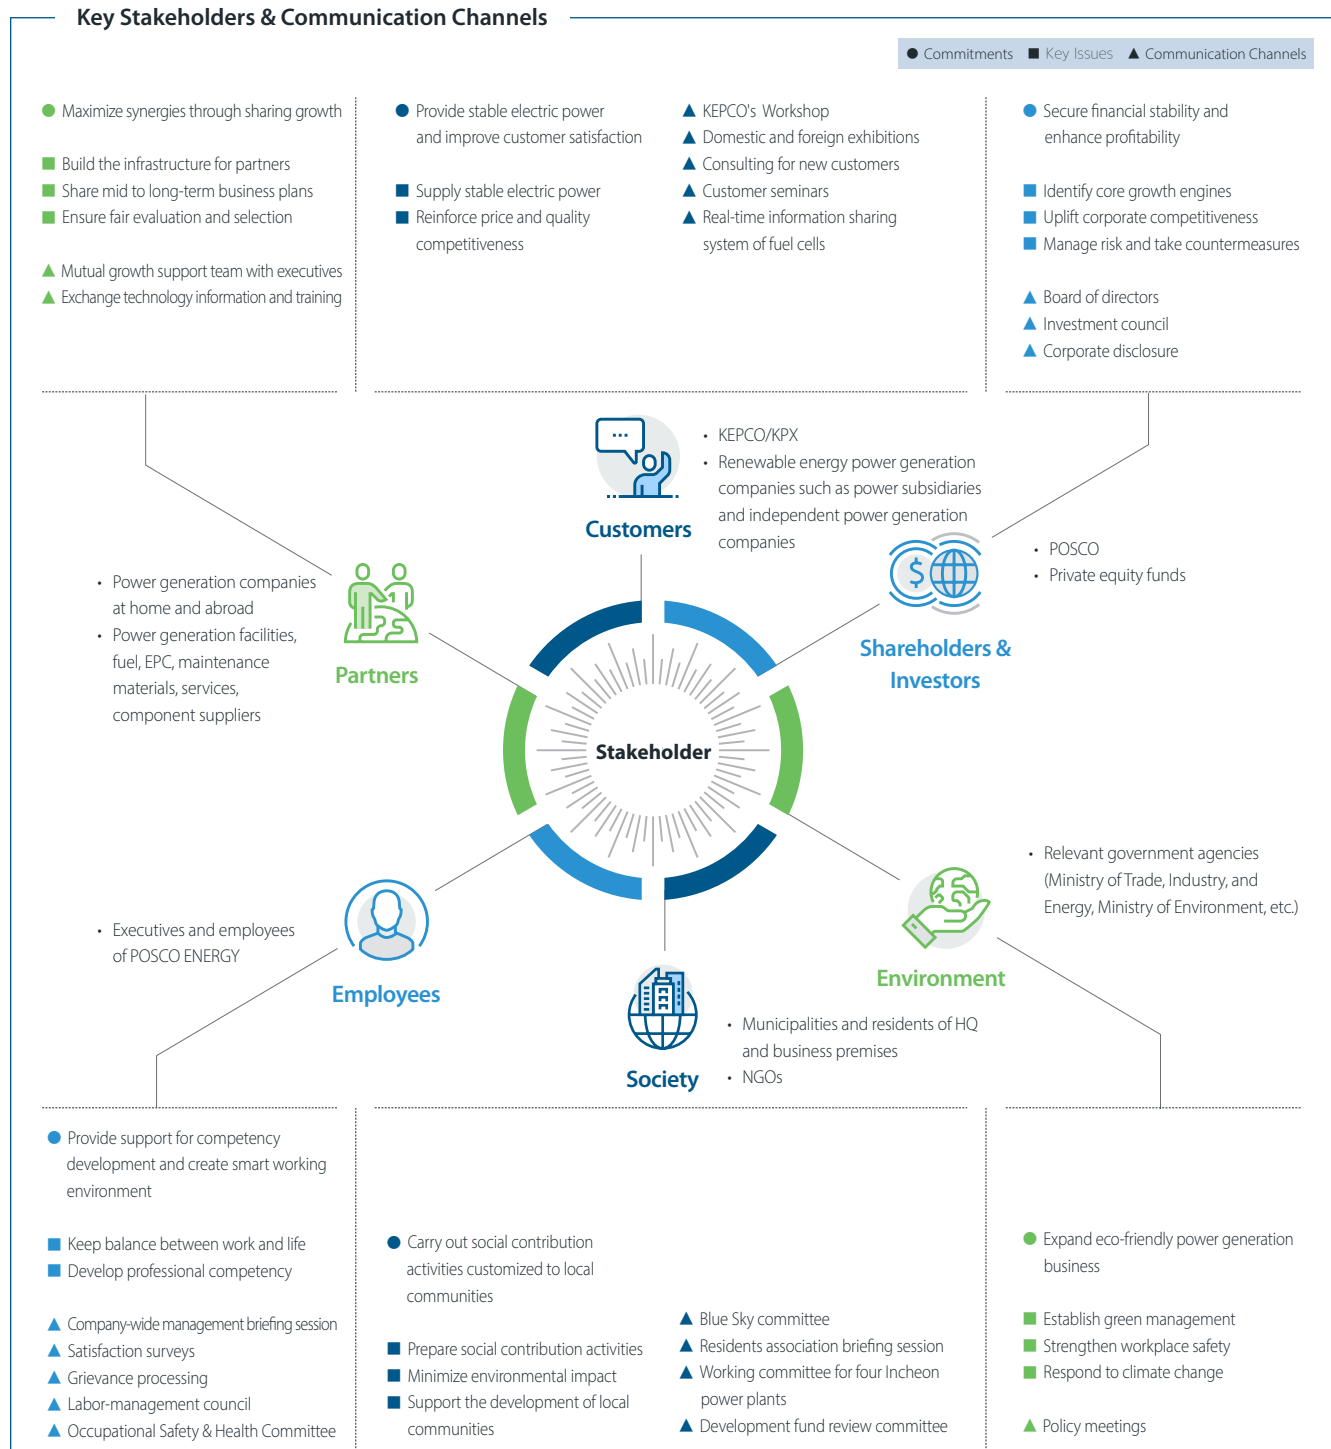 Key Stakeholders & Communication Channels
● Commitments ■ Key Issues ▲ Communication Channels
● Maximize synergies through sharing growth
■ Build the infrastructure for partners
■ Share mid to long-term business plans
■ Ensure fair evaluation and selection
▲ Mutual growth support team with executives
▲ Exchange technology information and training
● Provide stable electric power
and improve customer satisfaction
■ Supply stable electric power
■ Reinforce price and quality
competitiveness
▲ KEPCO's Workshop
▲ Domestic and foreign exhibitions
▲ Consulting for new customers
▲ Customer seminars
▲ Real-time information sharing
system of fuel cells
● Secure financial stability and
enhance profitability
■ Identify core growth engines
■ Uplift corporate competitiveness
■ Manage risk and take countermeasures
▲ Board of directors
▲ Investment council
▲ Corporate disclosure
Customers
• KEPCO/KPX
• Renewable energy power generation
companies such as power subsidiaries
and independent power generation
companies
• Power generation companies
at home and abroad
• Power generation facilities,
fuel, EPC, maintenance
materials, services,
component suppliers
Partners
$
Shareholders &
Investors
• POSCO
• Private equity funds
Stakeholder
• Executives and employees
of POSCO ENERGY
Employees
Society
• Municipalities and residents of HQ
and business premises
• NGOs
Environment
• Relevant government agencies
(Ministry of Trade, Industry, and
Energy, Ministry of Environment, etc.)
● Provide support for competency
development and create smart working
environment
■ Keep balance between work and life
■ Develop professional competency
▲ Company-wide management briefing session
▲ Satisfaction surveys
▲ Grievance processing
▲ Labor-management council
▲ Occupational Safety & Health Committee
● Carry out social contribution
activities customized to local
communities
■ Prepare social contribution activities
■ Minimize environmental impact
■ Support the development of local
communities
▲ Blue Sky committee
▲ Residents association briefing session
▲ Working committee for four Incheon
power plants
▲ Development fund review committee
● Expand eco-friendly power generation
business
■ Establish green management
■ Strengthen workplace safety
■ Respond to climate change
▲ Policy meetings